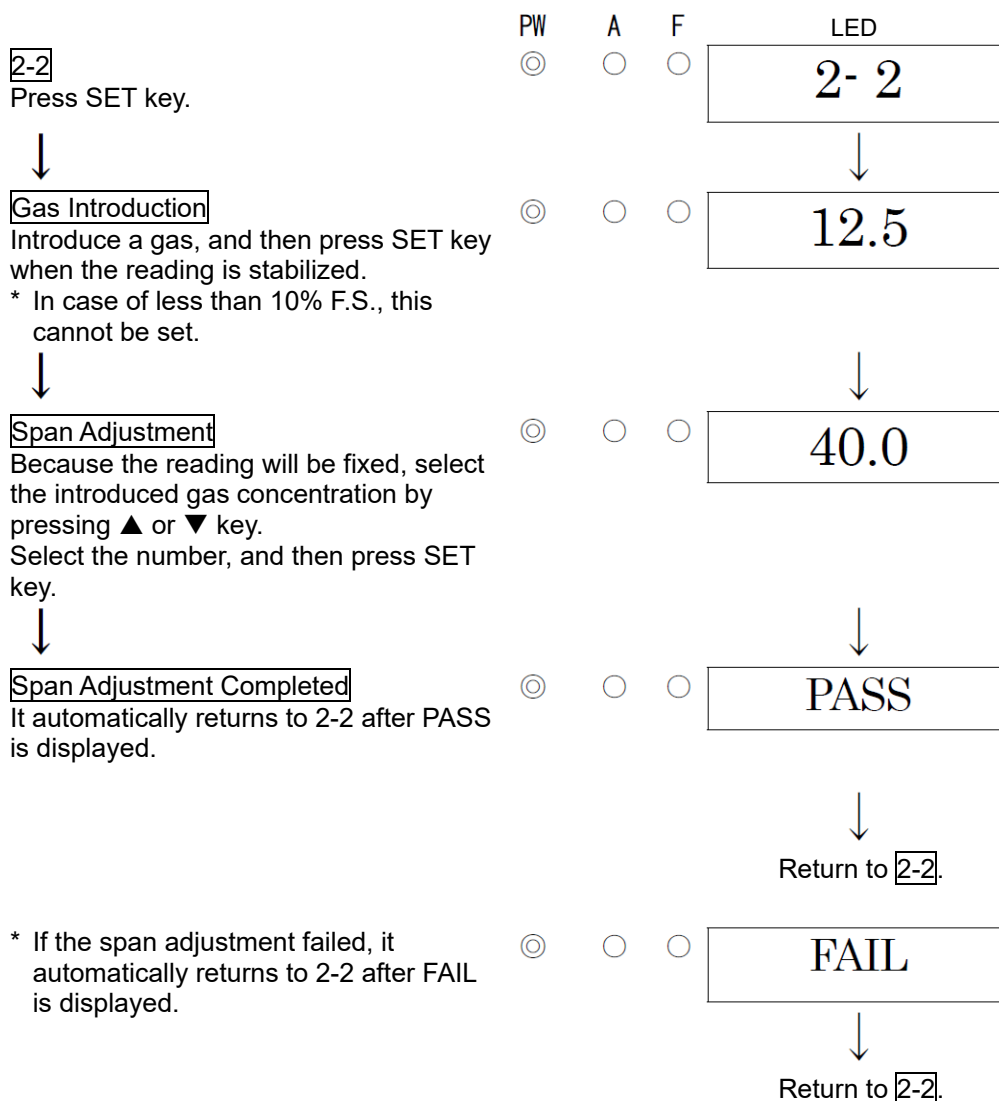 PW A F LED
2-2
2- 2
Press SET key.
Gas Introduction
12.5
Introduce a gas, and then press SET key
when the reading is stabilized.
* In case of less than 10% F.S., this
cannot be set.
Span Adjustment
40.0
Because the reading will be fixed, select
the introduced gas concentration by
pressing ▲ or ▼ key.
Select the number, and then press SET
key.
Span Adjustment Completed
PASS
It automatically returns to 2-2 after PASS
is displayed.
Return to 2-2.
* If the span adjustment failed, it
automatically returns to 2-2 after FAIL
is displayed.
FAIL
Return to 2-2.